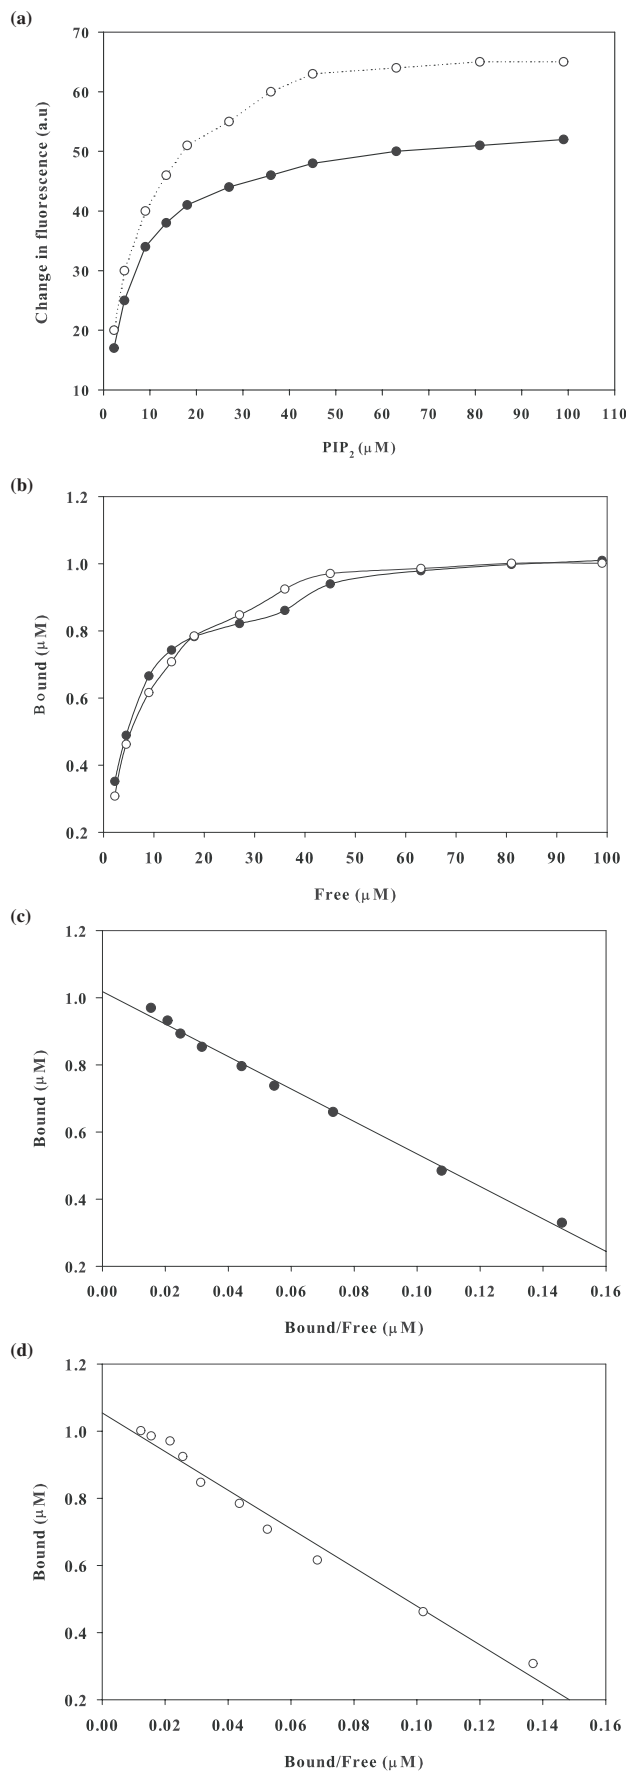 (a)
70
60
50
40
30
20
10
Change in fluorescence (a.u)
0 10 20 30 40 50 60 70 80 90 100 110
PIP2 (μM)
(b)
1.2
1.0
0.8
0.6
0.4
0.2
Bound (μM)
0 10 20 30 40 50 60 70 80 90 100
Free (μM)
(c)
1.2
1.0
0.8
0.6
0.4
0.2
Bound (μM)
0.00 0.02 0.04 0.06 0.08 0.10 0.12 0.14 0.16
Bound/Free (μM)
(d)
1.2
1.0
0.8
0.6
0.4
0.2
Bound (μM)
0.00 0.02 0.04 0.06 0.08 0.10 0.12 0.14 0.16
Bound/Free (μM)